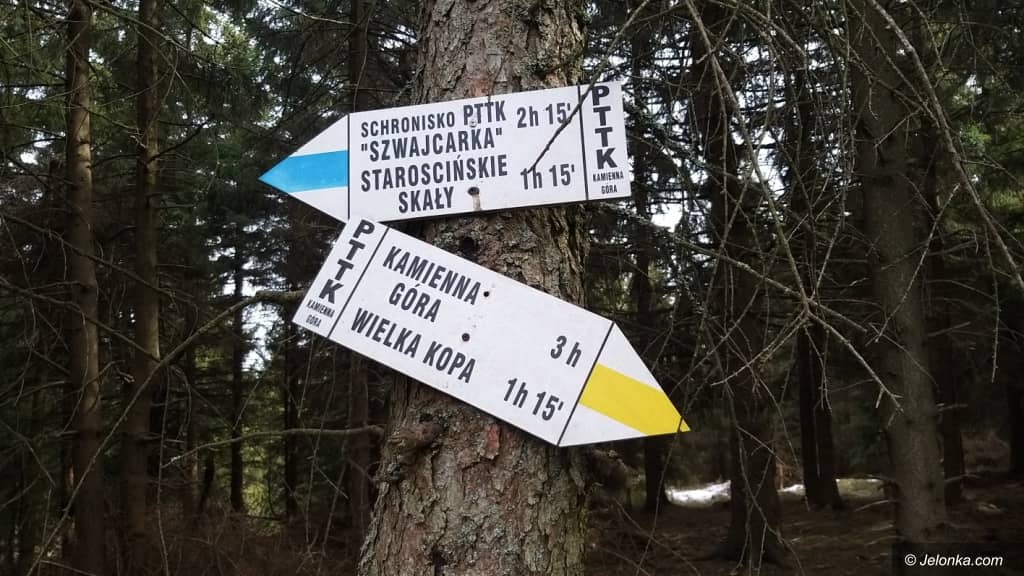 SCHRONISKO PTTK 2h 15'
"SZWAJCARKA"
STAROSCIŃSKIE 1h 15'
SKAŁY
PTTK
KAMIENNA
GÓRA
PTTK
KAMIENNA
GÓRA
KAMIENNA
GÓRA 3h
WIELKA KOPA 1h 15'
© Jelonka.com